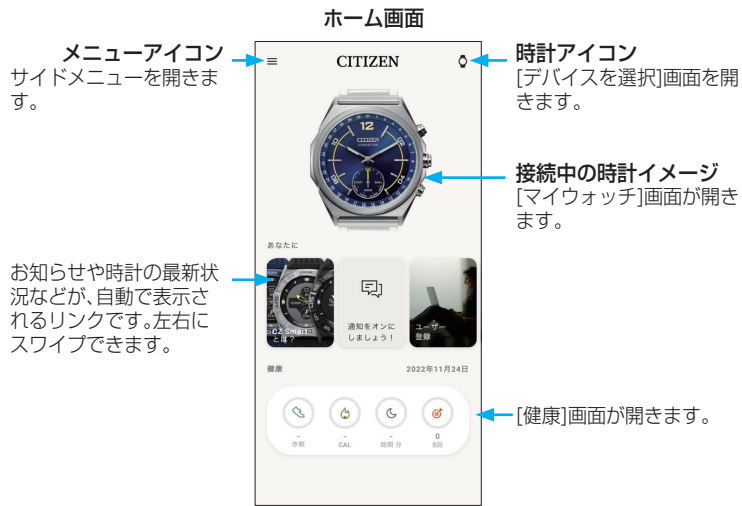 ホーム画面
メニューアイコン
サイドメニューを開きま
す。
CITIZEN
時計アイコン
[デバイスを選択]画面を開
きます。
12
CITIZEN
接続中の時計イメージ
[マイウォッチ]画面が開き
ます。
あなたに
お知らせや時計の最新状
況などが、自動で表示さ
れるリンクです。左右に
スワイプできます。
CZ Smart
とは?
通知をオンに
しましょう!
ユーザー
登録
健康
2022年11月24日
[健康]画面が開きます。
- - - 0
歩数 CAL 時間 分 5回